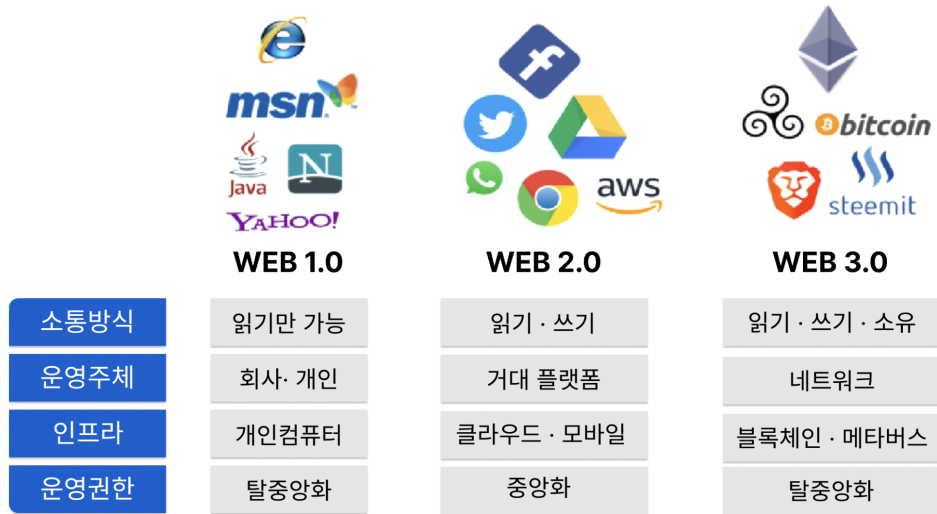 msn
Java
N
YAHOO!
f
aws
bitcoin
steemit
WEB 1.0
WEB 2.0
WEB 3.0
소통방식
읽기만 가능
읽기 · 쓰기
읽기 · 쓰기 · 소유
운영주체
회사· 개인
거대 플랫폼
네트워크
인프라
개인컴퓨터
클라우드 · 모바일
블록체인 · 메타버스
운영권한
탈중앙화
중앙화
탈중앙화